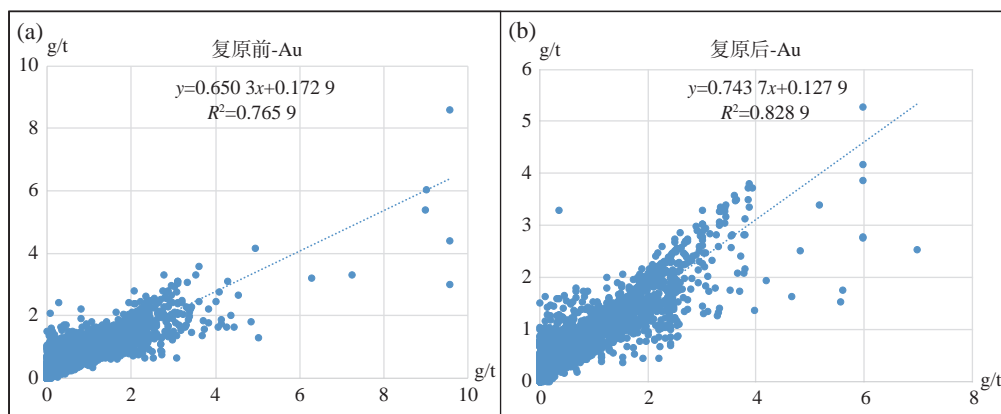 (a)
g/t
复原前-Au
10
y=0.650 3x+0.172 9
R²=0.765 9
8
6
4
2
0
0 2 4 6 8 10
g/t
(b)
g/t
复原后-Au
6
y=0.743 7x+0.127 9
R²=0.828 9
5
4
3
2
1
0
0 2 4 6 8
g/t